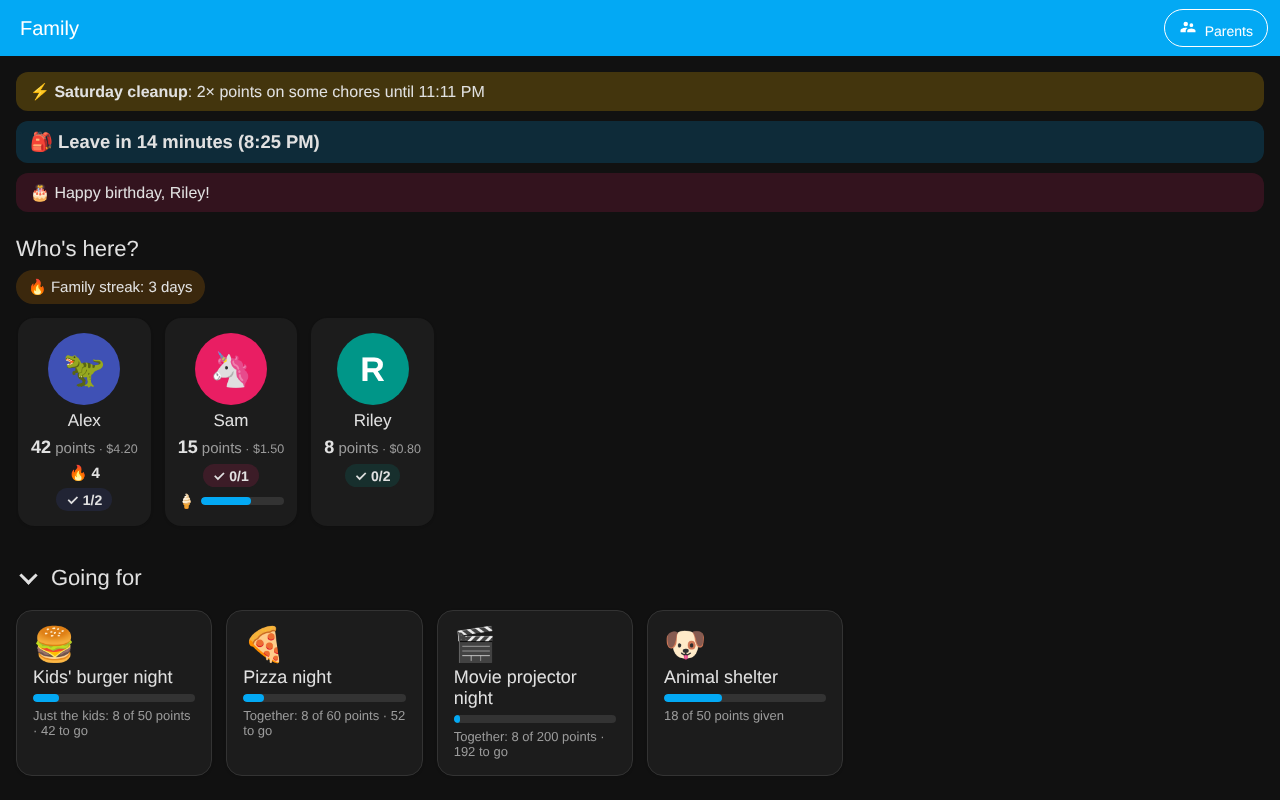 Family
Parents
⚡ Saturday cleanup: 2× points on some chores until 11:11 PM
🎒 Leave in 14 minutes (8:25 PM)
🎂 Happy birthday, Riley!
Who's here?
🔥 Family streak: 3 days
Alex
42 points · $4.20
🔥 4
✓ 1/2
Sam
15 points · $1.50
✓ 0/1
R
Riley
8 points · $0.80
✓ 0/2
Going for
Kids' burger night
Just the kids: 8 of 50 points
· 42 to go
Pizza night
Together: 8 of 60 points · 52
to go
Movie projector
night
Together: 8 of 200 points ·
192 to go
Animal shelter
18 of 50 points given